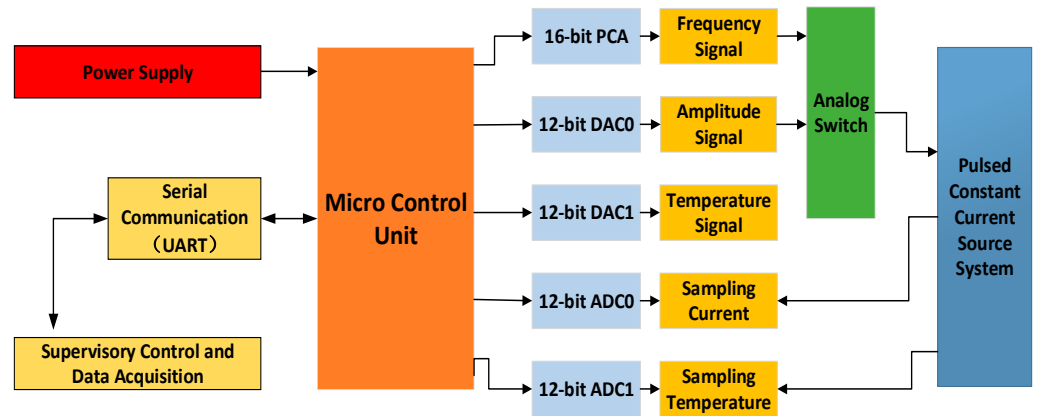 Power Supply
Serial
Communication
（UART）
Supervisory Control and
Data Acquisition
Micro Control
Unit
16-bit PCA
Frequency
Signal
12-bit DAC0
Amplitude
Signal
12-bit DAC1
Temperature
Signal
12-bit ADC0
Sampling
Current
12-bit ADC1
Sampling
Temperature
Analog
Switch
Pulsed
Constant
Current
Source
System